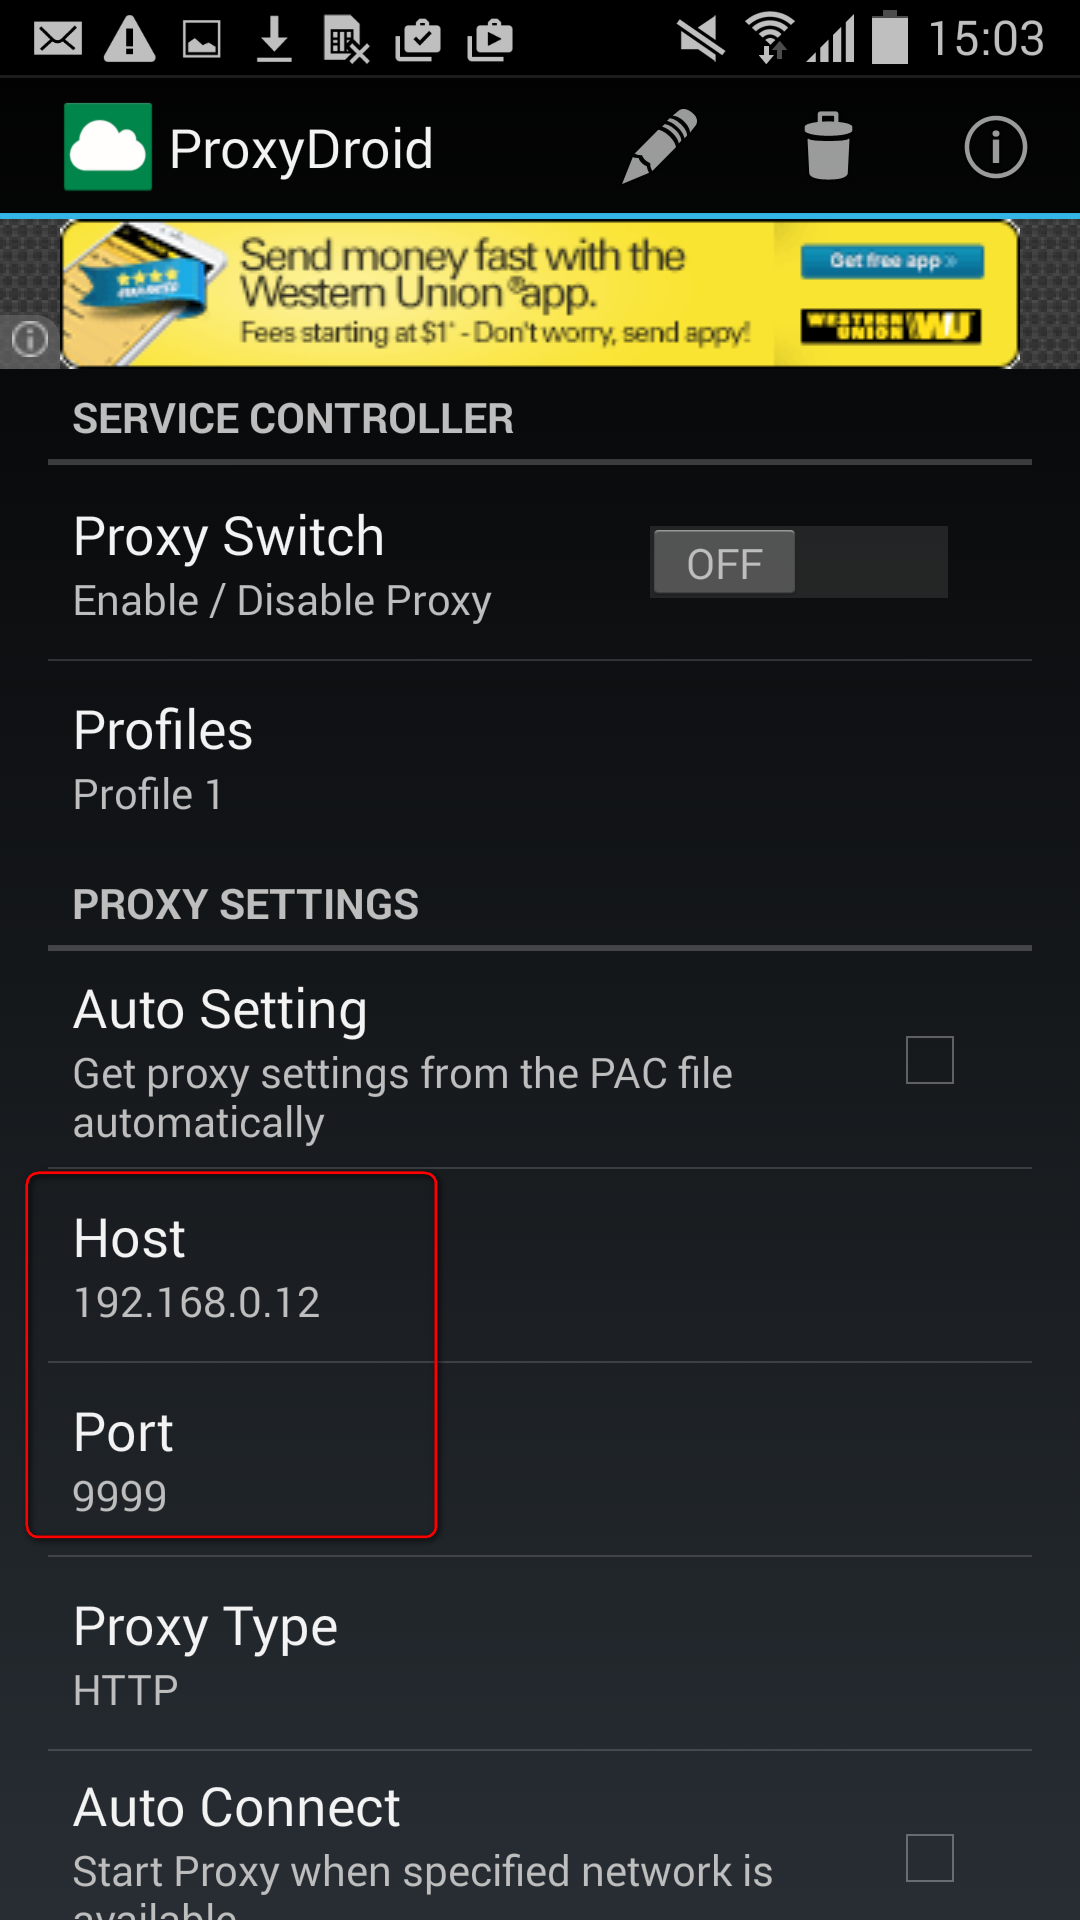 15:03
ProxyDroid
Send money fast with the
Western Union® app.
Fees starting at $1* - Don't worry, send appy!
Get free app »
WESTERN
UNION WU
SERVICE CONTROLLER
Proxy Switch
Enable / Disable Proxy
OFF
Profiles
Profile 1
PROXY SETTINGS
Auto Setting
Get proxy settings from the PAC file
automatically
Host
192.168.0.12
Port
9999
Proxy Type
HTTP
Auto Connect
Start Proxy when specified network is
available